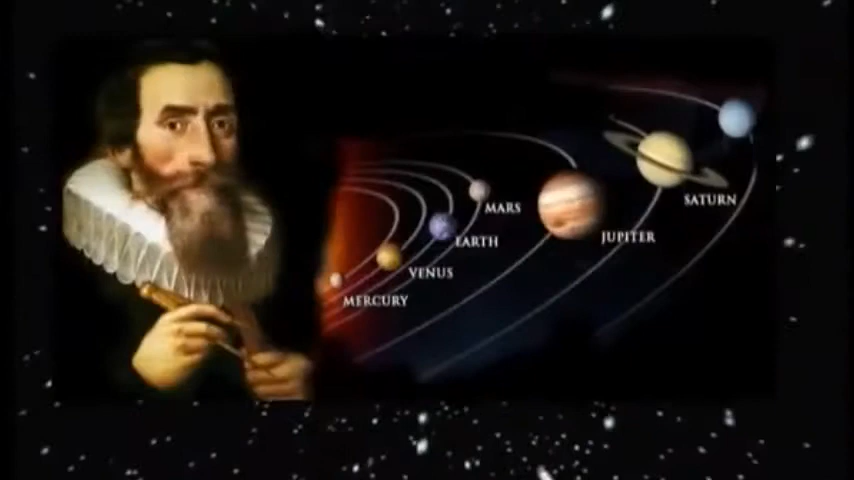 MERCURY
VENUS
EARTH
MARS
JUPITER
SATURN